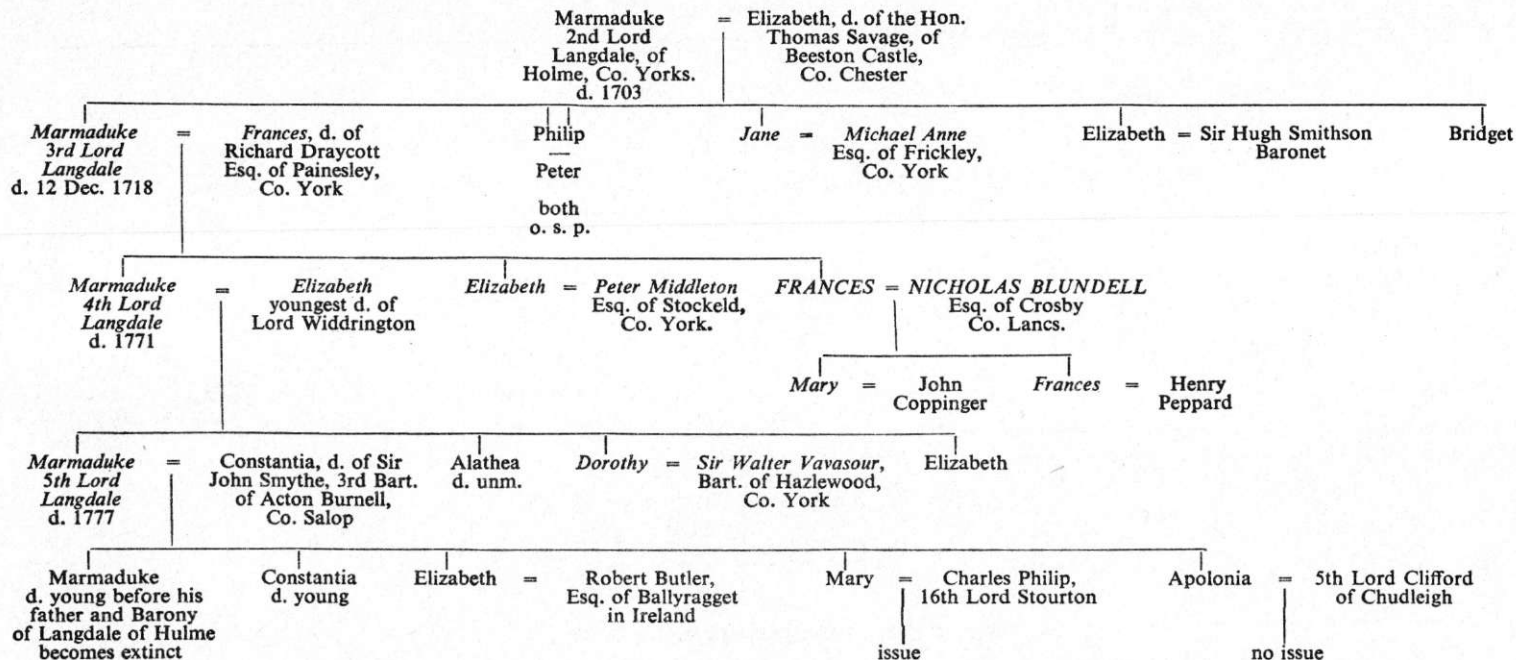 Marmaduke = Elizabeth, d. of the Hon.
2nd Lord Thomas Savage, of
Langdale, of Beeston Castle,
Holme, Co. Yorks. Co. Chester
d. 1703
Marmaduke = Frances, d. of
3rd Lord Richard Draycott
Langdale Esq. of Painesley,
d. 12 Dec. 1718 Co. York
Philip
—
Peter
both
o. s. p.
Jane = Michael Anne
Esq. of Frickley,
Co. York
Elizabeth = Sir Hugh Smithson
Baronet
Bridget
Marmaduke = Elizabeth
4th Lord youngest d. of
Langdale Lord Widdrington
d. 1771
Elizabeth = Peter Middleton
Esq. of Stockeld,
Co. York.
FRANCES = NICHOLAS BLUNDELL
Esq. of Crosby
Co. Lancs.
Mary = John
Coppinger
Frances = Henry
Peppard
Marmaduke = Constantia, d. of Sir
5th Lord John Smythe, 3rd Bart.
Langdale of Acton Burnell,
d. 1777 Co. Salop
Alathea
d. unm.
Dorothy = Sir Walter Vavasour,
Bart. of Hazlewood,
Co. York
Elizabeth
Marmaduke
d. young before his
father and Barony
of Langdale of Hulme
becomes extinct
Constantia
d. young
Elizabeth = Robert Butler,
Esq. of Ballyragget
in Ireland
Mary = Charles Philip,
16th Lord Stourton
issue
Apolonia = 5th Lord Clifford
of Chudleigh
no issue